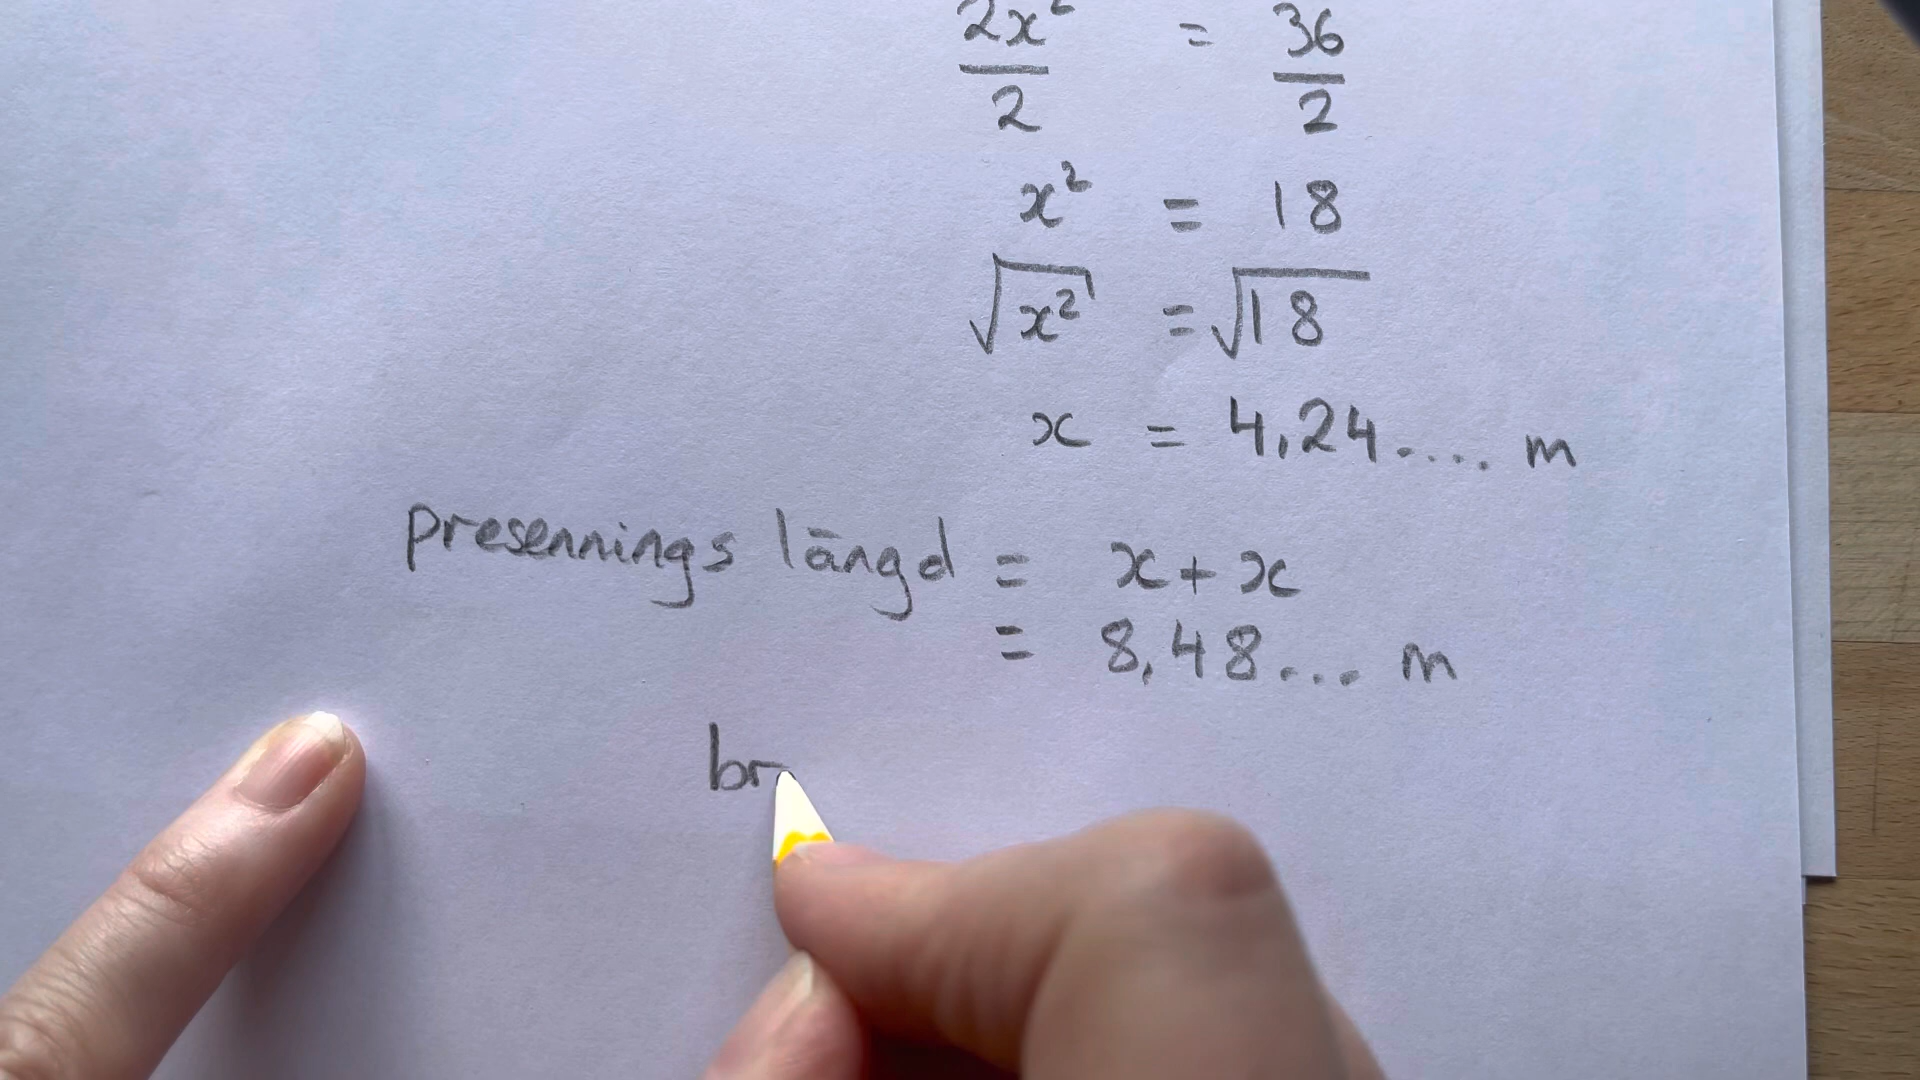 2x² = 36
2 2
x² = 18
√x² = √18
x = 4,24.... m
presennings längd = x + x
= 8,48... m
br